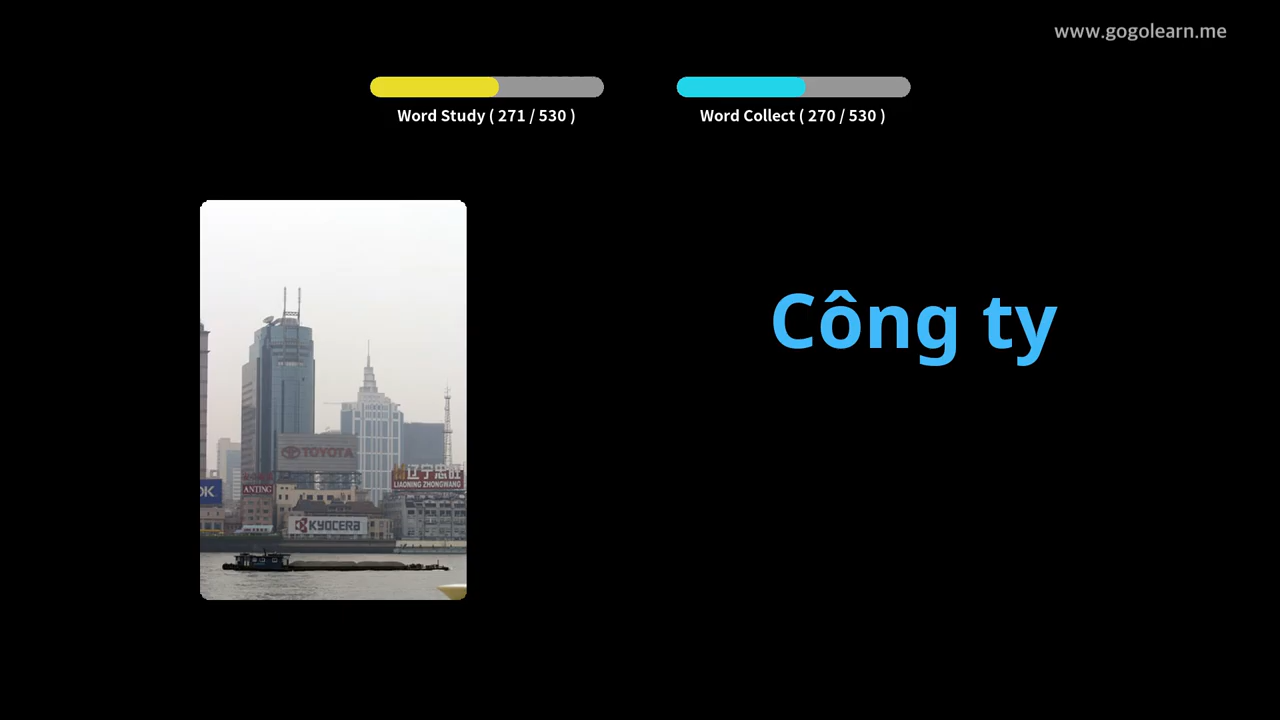 www.gogolearn.me
Word Study ( 271 / 530 )
Word Collect ( 270 / 530 )
Công ty
TOYOTA
辽宁忠旺
LIAONING ZHONGWANG
ANTING
KYOCERA